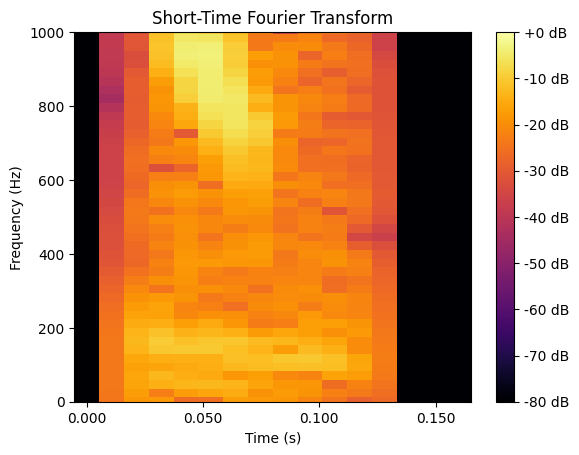 Short-Time Fourier Transform
Frequency (Hz)
1000
800
600
400
200
0
0.000
0.050
0.100
0.150
Time (s)
+0 dB
-10 dB
-20 dB
-30 dB
-40 dB
-50 dB
-60 dB
-70 dB
-80 dB